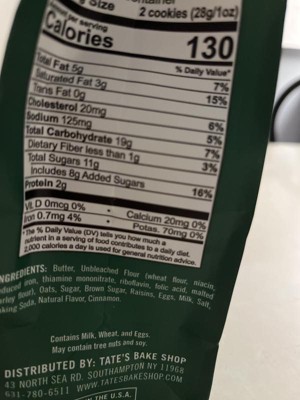 Size 2 cookies (28g/1oz)
per serving
Calories 130
% Daily Value*
Total Fat 5g 7%
Saturated Fat 3g 15%
Trans Fat 0g
Cholesterol 20mg 6%
Sodium 125mg 5%
Total Carbohydrate 19g 7%
Dietary Fiber less than 1g 3%
Total Sugars 11g
Includes 8g Added Sugars 16%
Protein 2g
Vit. D 0mcg 0% • Calcium 20mg 0%
Iron 0.7mg 4% • Potas. 70mg 0%
*The % Daily Value (DV) tells you how much a
nutrient in a serving of food contributes to a daily diet.
2,000 calories a day is used for general nutrition advice.
INGREDIENTS: Butter, Unbleached Flour (wheat flour, niacin,
iron, thiamine mononitrate, riboflavin, folic acid, malted
flour), Oats, Sugar, Brown Sugar, Raisins, Eggs, Milk, Salt,
Soda, Natural Flavor, Cinnamon.
Contains Milk, Wheat, and Eggs.
May contain tree nuts and soy.
DISTRIBUTED BY: TATE'S BAKE SHOP
43 NORTH SEA RD. SOUTHAMPTON NY 11968
631-780-6511 WWW.TATESBAKESHOP.COM
IN THE U.S.A.